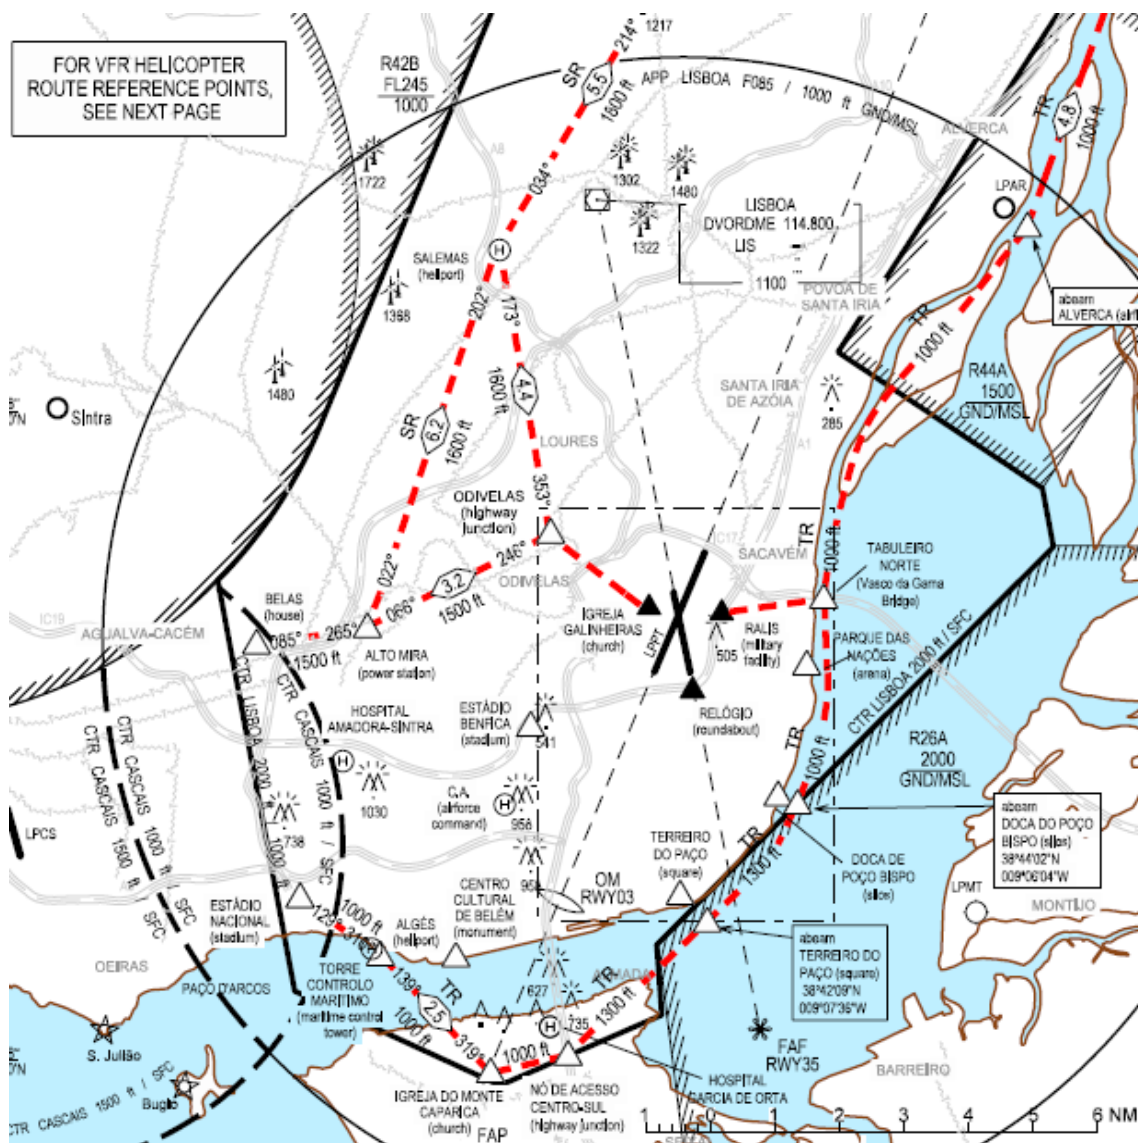 FOR VFR HELICOPTER
ROUTE REFERENCE POINTS,
SEE NEXT PAGE
R42B
FL245
1000
1217
214°
SR
5.5
1600 ft
034°
APP LISBOA F085 / 1000 ft GND/MSL
A8
A10
TR
4.8
1000 ft
ALVERCA
LPAR
1722
1302
1480
1322
LISBOA
DVORDME 114.800
LIS
1100
SALEMAS
(heliport)
H
1368
1480
POVOA DE
SANTA IRIA
abeam
ALVERCA
TR
1000 ft
202°
173°
4.4
1600 ft
SR
6.2
1600 ft
Sintra
LOURES
SANTA IRIA
DE AZÓIA
285
A1
R44A
1500
GND/MSL
353°
ODIVELAS
(highway
junction)
246°
022°
3.2
066°
1500 ft
ODIVELAS
IC17
SACAVÉM
TR
1000 ft
TABULEIRO
NORTE
(Vasco da Gama
Bridge)
IC19
AGUALVA-CACÉM
BELAS
(house)
085°
265°
1500 ft
ALTO MIRA
(power station)
IGREJA
GALINHEIRAS
(church)
LPPT
505
RALIS
(military
facility)
PARQUE DAS
NAÇÕES
(arena)
CTR LISBOA 2000 ft / SFC
RELÓGIO
(roundabout)
CTR CASCAIS 1000 ft / SFC
CTR CASCAIS 1500 ft / SFC
CTR LISBOA 2000 ft
1000 ft
CTR CASCAIS 1000 ft / SFC
HOSPITAL
AMADORA-SINTRA
H
1030
738
ESTÁDIO
BENFICA
(stadium)
541
C.A.
(airforce
command)
H
958
TR
1000 ft
R26A
2000
GND/MSL
LPCS
abeam
DOCA DO POÇO
BISPO (silos)
38°44'02"N
009°06'04"W
TERREIRO
DO PAÇO
(square)
TR
1300 ft
DOCA DE
POÇO BISPO
(silos)
LPMT
MONTIJO
ESTÁDIO
NACIONAL
(stadium)
129°
1000 ft
ALGÉS
(heliport)
H
CENTRO
CULTURAL
DE BELÉM
(monument)
OM
RWY03
abeam
TERREIRO DO
PAÇO (square)
38°42'09"N
009°07'36"W
OEIRAS
PAÇO D'ARCOS
TORRE
CONTROLO
MARÍTIMO
(maritime control
tower)
139°
TR
2.5
1000 ft
319°
627
ALMADA
TR
1300 ft
H
735
1000 ft
S. Julião
Bugio
CTR CASCAIS 1500 ft / SFC
FAF
RWY35
BARREIRO
IGREJA DO MONTE
CAPARICA
(church)
FAP
NÓ DE ACESSO
CENTRO-SUL
(highway junction)
HOSPITAL
GARCIA DE ORTA
1 0 1 2 3 4 5 6 NM